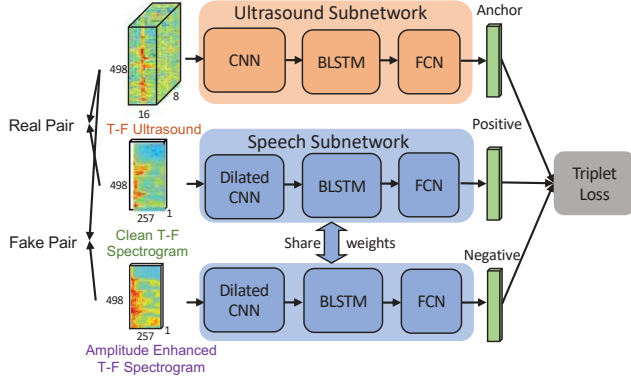 Ultrasound Subnetwork
Anchor
498
CNN
BLSTM
FCN
16
8
Real Pair
T-F Ultrasound
Speech Subnetwork
Positive
498
Dilated
CNN
BLSTM
FCN
Triplet
Loss
257
1
Clean T-F
Spectrogram
Fake Pair
Share weights
Negative
498
Dilated
CNN
BLSTM
FCN
257
1
Amplitude Enhanced
T-F Spectrogram